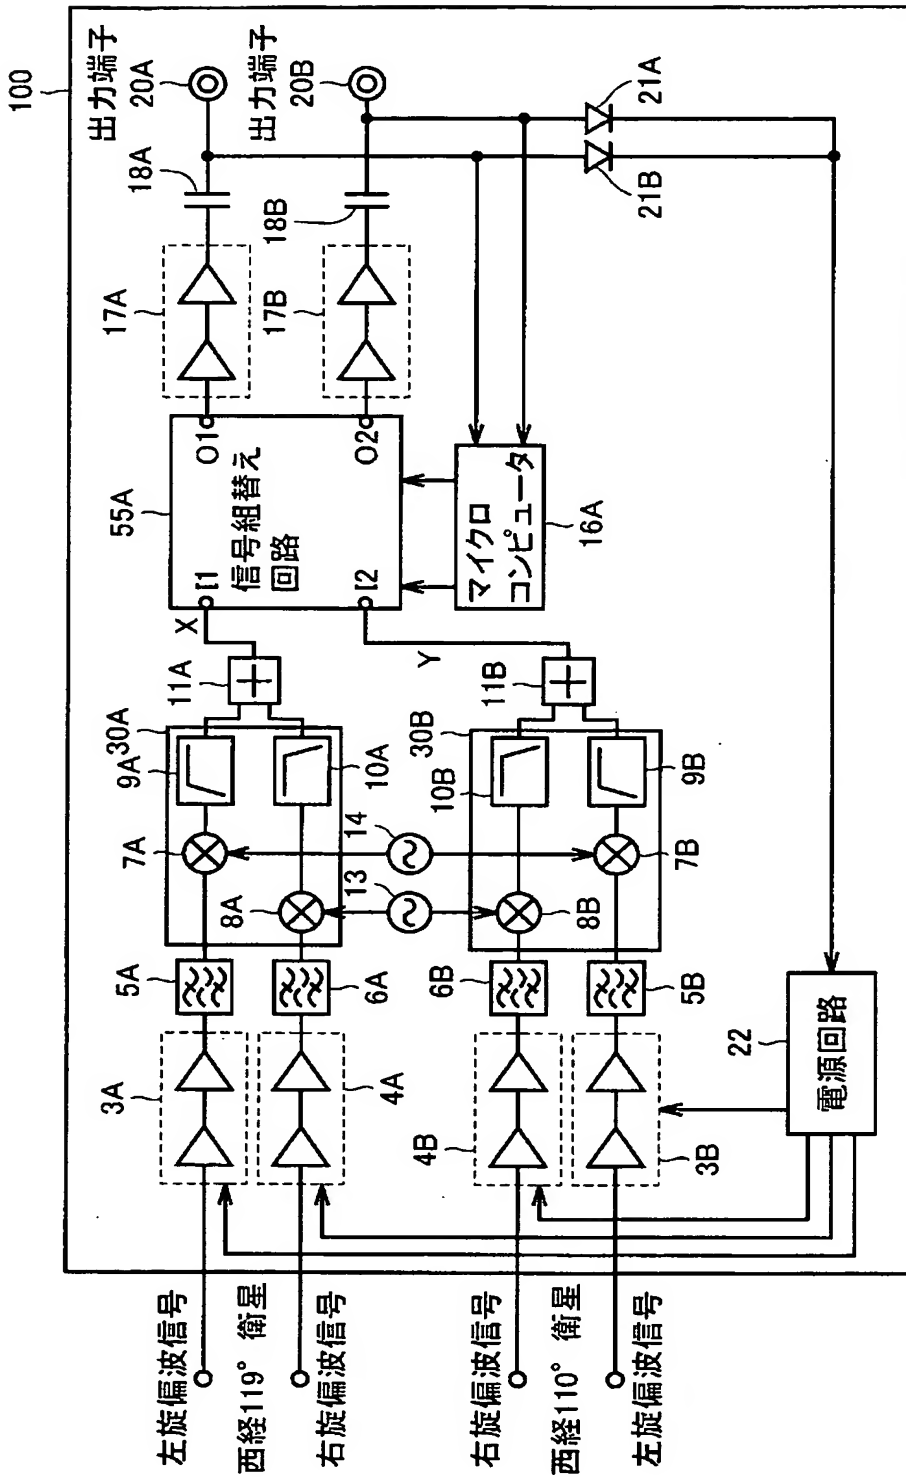 100
左旋偏波信号
西経119°衛星
右旋偏波信号
右旋偏波信号
西経110°衛星
左旋偏波信号
3A
4A
4B
3B
5A
6A
6B
5B
30A
7A
9A
8A
10A
13
14
30B
8B
10B
7B
9B
11A
11B
X
Y
55A
I1
I2
信号組替え
回路
O1
O2
マイクロ
コンピュータ
16A
17A
17B
18A
18B
出力端子
20A
出力端子
20B
21A
21B
22
電源回路